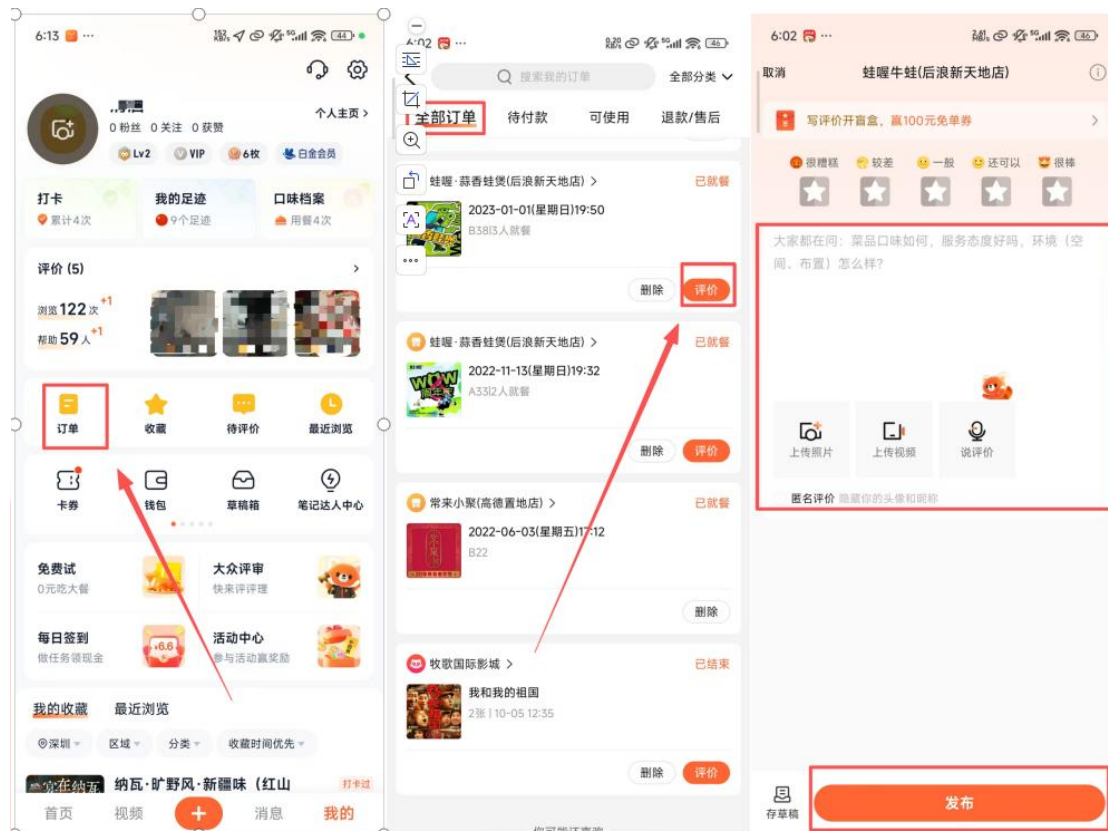 6:13
44
个人主页 >
0 粉丝 0 关注 0 获赞
Lv2 VIP 6枚 白金会员
打卡 我的足迹 口味档案
累计4次 9个足迹 用餐4次
评价 (5)
浏览 122 次 +1
帮助 59 人 +1
订单 收藏 待评价 最近浏览
卡券 钱包 草稿箱 笔记达人中心
免费试 大众评审
0元吃大餐 快来评评理
每日签到 活动中心
做任务领现金 参与活动赢奖励
我的收藏 最近浏览
深圳 区域 分类 收藏时间优先
纳瓦·旷野风·新疆味（红山 打卡过
首页 视频 + 消息 我的
6:02
46
搜索我的订单 全部分类
全部订单 待付款 可使用 退款/售后
蛙喔·蒜香蛙煲(后浪新天地店) > 已就餐
2023-01-01(星期日)19:50
B38|3人就餐
删除 评价
蛙喔·蒜香蛙煲(后浪新天地店) > 已就餐
2022-11-13(星期日)19:32
A33|2人就餐
删除 评价
常来小聚(高德置地店) > 已就餐
2022-06-03(星期五)17:12
B22
删除
牧歌国际影城 > 已结束
我和我的祖国
2张 | 10-05 12:35
删除 评价
6:02
46
取消 蛙喔牛蛙(后浪新天地店)
写评价开盲盒，赢100元免单券 >
很糟糕 较差 一般 还可以 很棒
大家都在问：菜品口味如何，服务态度好吗，环境（空
间、布置）怎么样？
上传照片 上传视频 说评价
匿名评价 隐藏你的头像和昵称
存草稿 发布